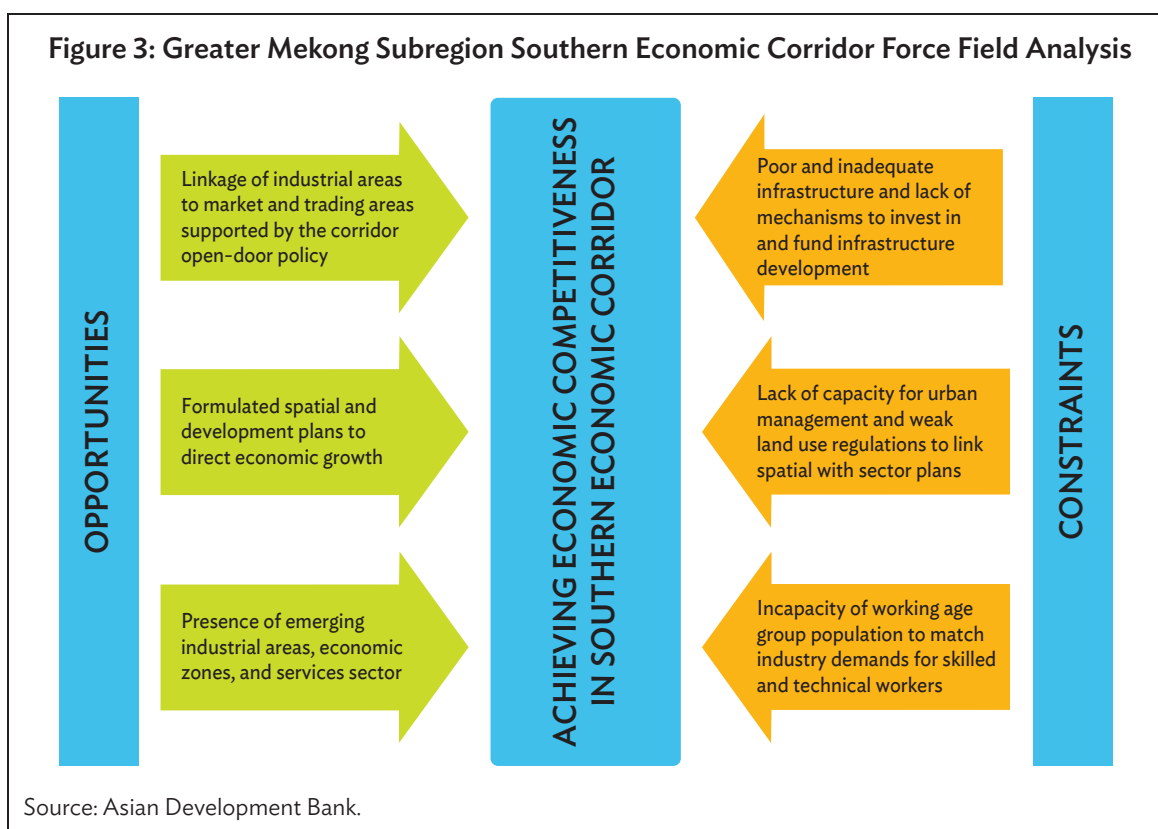 Figure 3: Greater Mekong Subregion Southern Economic Corridor Force Field Analysis
OPPORTUNITIES
Linkage of industrial areas
to market and trading areas
supported by the corridor
open-door policy
Formulated spatial and
development plans to
direct economic growth
Presence of emerging
industrial areas, economic
zones, and services sector
ACHIEVING ECONOMIC COMPETITIVENESS
IN SOUTHERN ECONOMIC CORRIDOR
Poor and inadequate
infrastructure and lack of
mechanisms to invest in
and fund infrastructure
development
Lack of capacity for urban
management and weak
land use regulations to link
spatial with sector plans
Incapacity of working age
group population to match
industry demands for skilled
and technical workers
CONSTRAINTS
Source: Asian Development Bank.